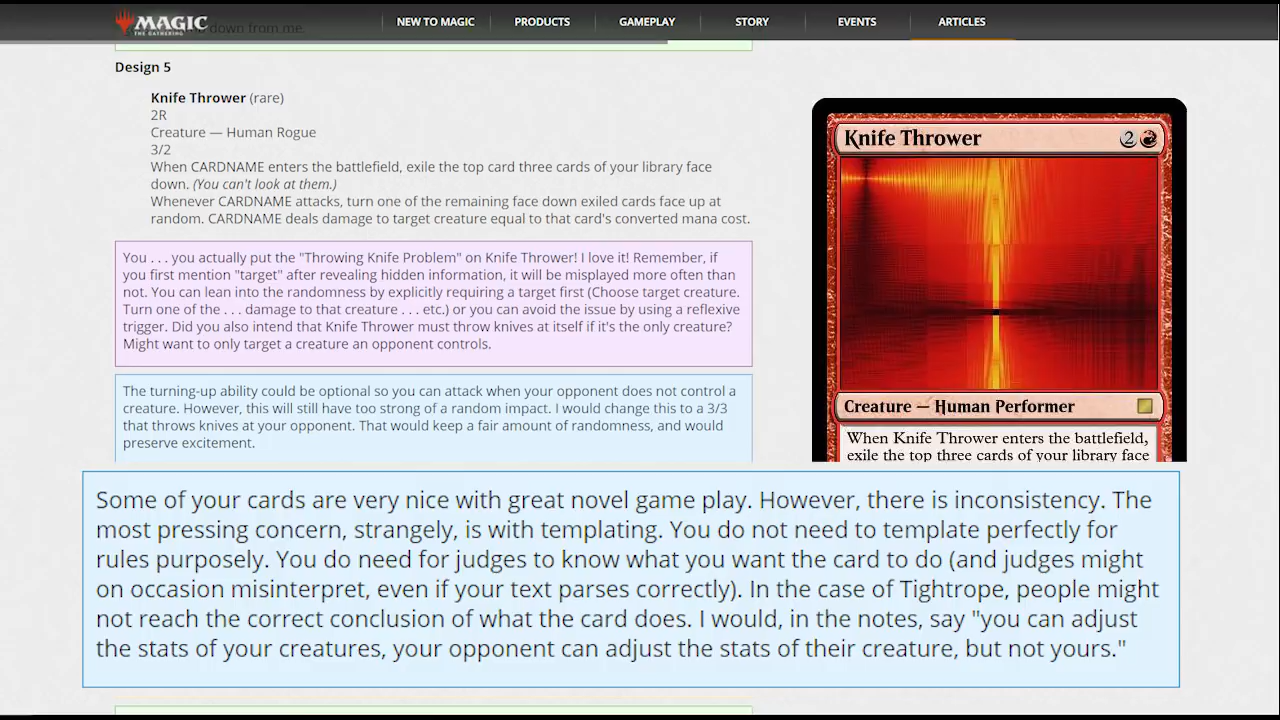 MAGIC
THE GATHERING
NEW TO MAGIC
PRODUCTS
GAMEPLAY
STORY
EVENTS
ARTICLES
down from me.
Design 5
Knife Thrower (rare)
2R
Creature — Human Rogue
3/2
When CARDNAME enters the battlefield, exile the top card three cards of your library face
down. (You can't look at them.)
Whenever CARDNAME attacks, turn one of the remaining face down exiled cards face up at
random. CARDNAME deals damage to target creature equal to that card's converted mana cost.
You . . . you actually put the "Throwing Knife Problem" on Knife Thrower! I love it! Remember, if
you first mention "target" after revealing hidden information, it will be misplayed more often than
not. You can lean into the randomness by explicitly requiring a target first (Choose target creature.
Turn one of the . . . damage to that creature . . . etc.) or you can avoid the issue by using a reflexive
trigger. Did you also intend that Knife Thrower must throw knives at itself if it's the only creature?
Might want to only target a creature an opponent controls.
The turning-up ability could be optional so you can attack when your opponent does not control a
creature. However, this will still have too strong of a random impact. I would change this to a 3/3
that throws knives at your opponent. That would keep a fair amount of randomness, and would
preserve excitement.
Knife Thrower 2
Creature — Human Performer
When Knife Thrower enters the battlefield,
exile the top three cards of your library face
Some of your cards are very nice with great novel game play. However, there is inconsistency. The
most pressing concern, strangely, is with templating. You do not need to template perfectly for
rules purposely. You do need for judges to know what you want the card to do (and judges might
on occasion misinterpret, even if your text parses correctly). In the case of Tightrope, people might
not reach the correct conclusion of what the card does. I would, in the notes, say "you can adjust
the stats of your creatures, your opponent can adjust the stats of their creature, but not yours."